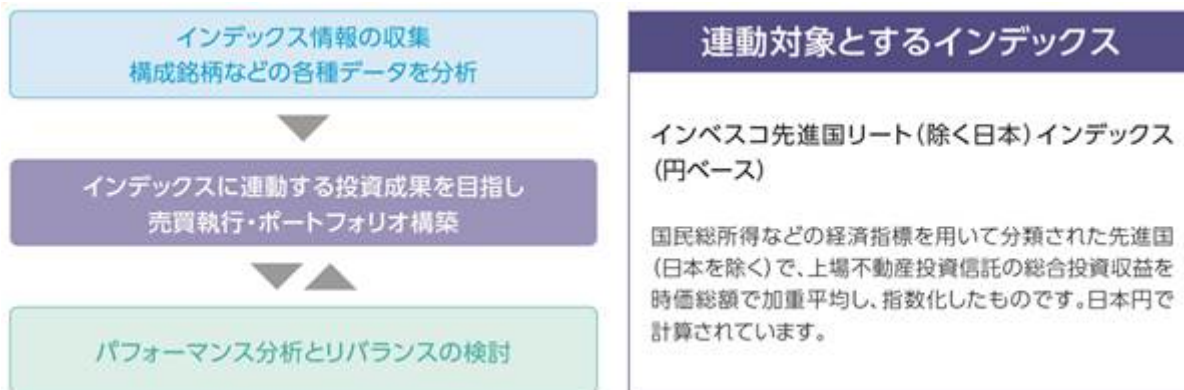 インデックス情報の収集
構成銘柄などの各種データを分析
インデックスに連動する投資成果を目指し
売買執行・ポートフォリオ構築
パフォーマンス分析とリバランスの検討
連動対象とするインデックス
インベスコ先進国リート(除く日本)インデックス
(円ベース)
国民総所得などの経済指標を用いて分類された先進国
(日本を除く)で、上場不動産投資信託の総合投資収益を
時価総額で加重平均し、指数化したものです。日本円で
計算されています。